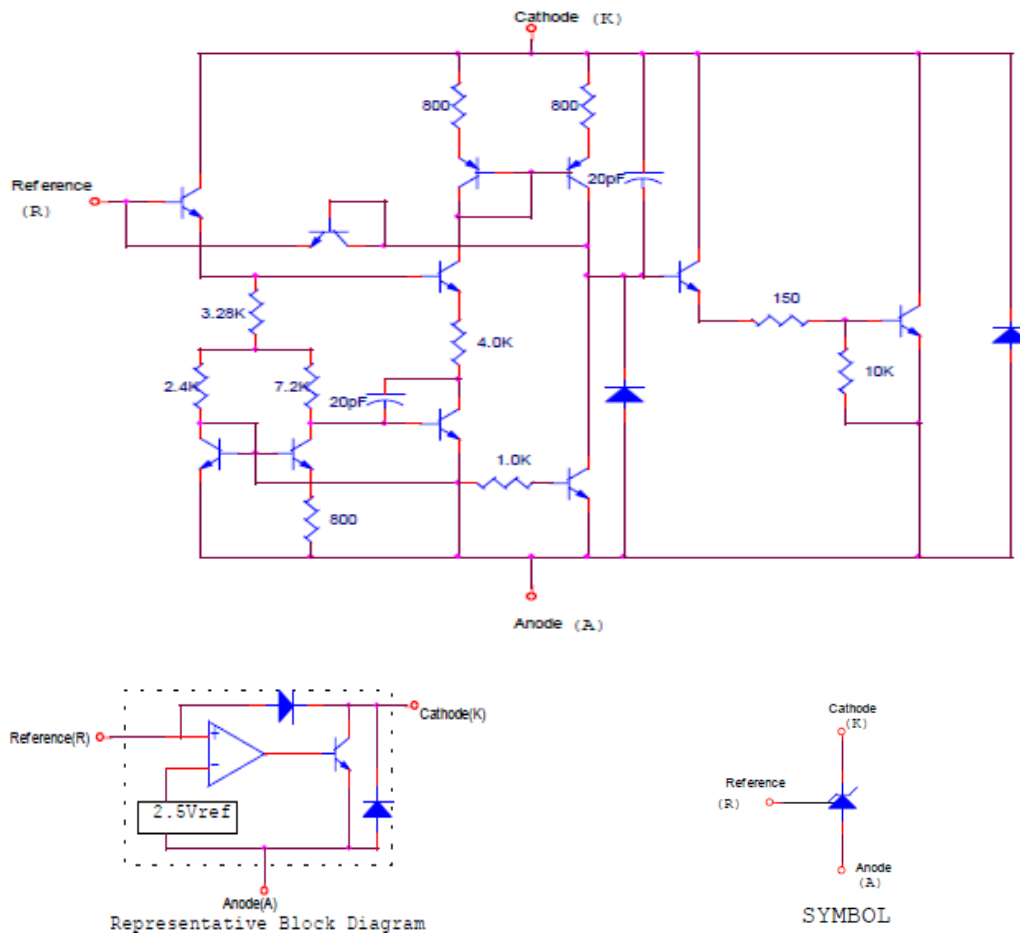 Cathode (K)
800
800
20pF
Reference
(R)
3.28K
4.0K
150
2.4K
7.2K
20pF
10K
1.0K
800
Anode (A)
Cathode(K)
Reference(R)
+
−
2.5Vref
Anode(A)
Representative Block Diagram
Cathode
(K)
Reference
(R)
Anode
(A)
SYMBOL